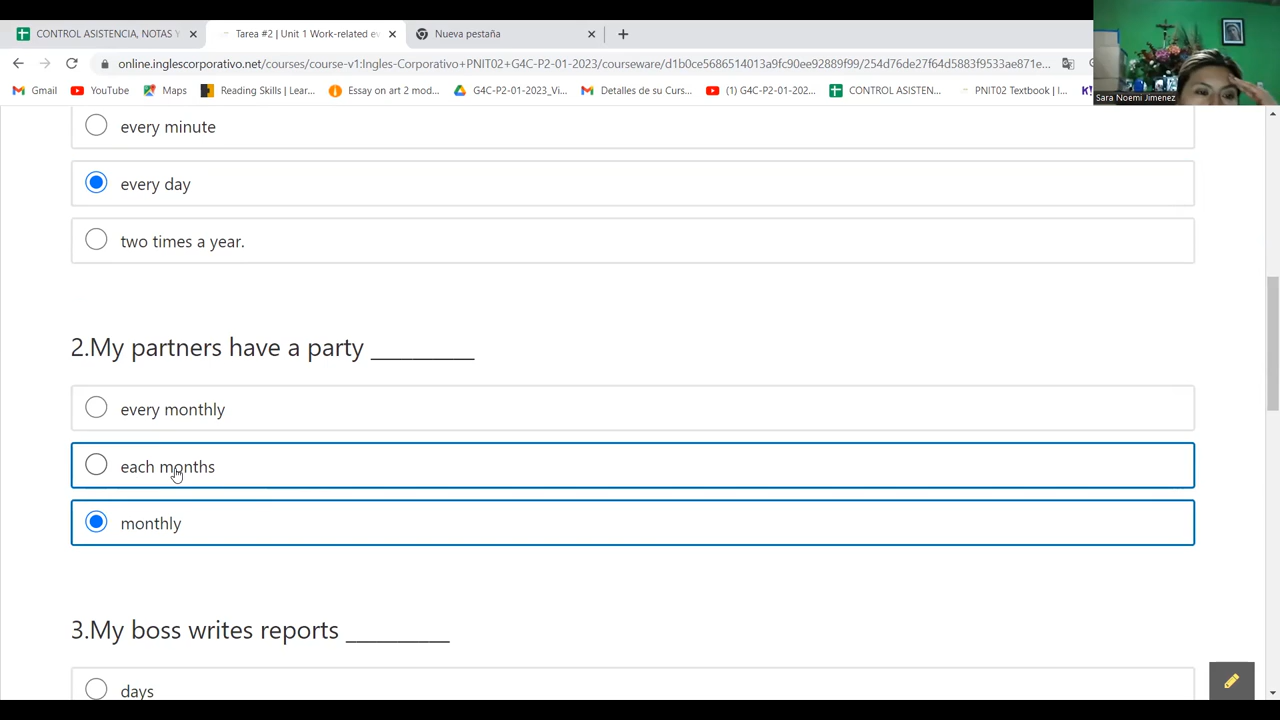 CONTROL ASISTENCIA, NOTAS Y
Tarea #2 | Unit 1 Work-related ev
Nueva pestaña
online.inglescorporativo.net/courses/course-v1:Ingles-Corporativo+PNIT02+G4C-P2-01-2023/courseware/d1b0ce5686514013a9fc90ee92889f99/254d76de27f64d5883f9533ae871e...
Gmail
YouTube
Maps
Reading Skills | Lear...
Essay on art 2 mod...
G4C-P2-01-2023_Vi...
Detalles de su Curs...
(1) G4C-P2-01-202...
CONTROL ASISTEN...
PNIT02 Textbook | I...
Sara Noemi Jimenez
every minute
every day
two times a year.
2.My partners have a party __________
every monthly
each months
monthly
3.My boss writes reports __________
days